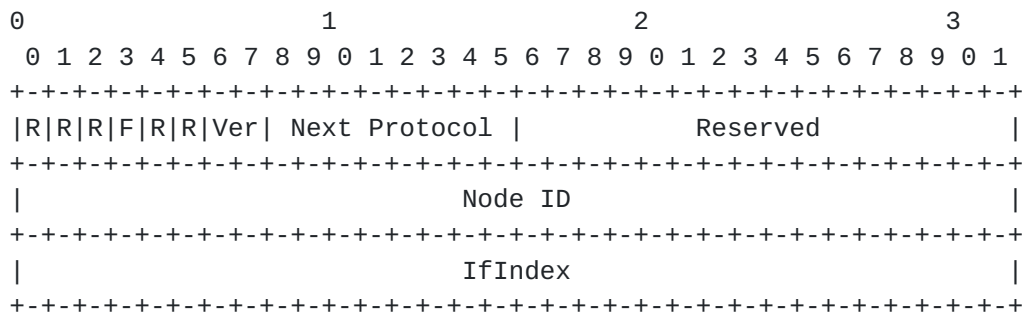 0                   1                   2                   3
 0 1 2 3 4 5 6 7 8 9 0 1 2 3 4 5 6 7 8 9 0 1 2 3 4 5 6 7 8 9 0 1
+-+-+-+-+-+-+-+-+-+-+-+-+-+-+-+-+-+-+-+-+-+-+-+-+-+-+-+-+-+-+-+-+
|R|R|R|F|R|R|Ver| Next Protocol |           Reserved            |
+-+-+-+-+-+-+-+-+-+-+-+-+-+-+-+-+-+-+-+-+-+-+-+-+-+-+-+-+-+-+-+-+
|                            Node ID                            |
+-+-+-+-+-+-+-+-+-+-+-+-+-+-+-+-+-+-+-+-+-+-+-+-+-+-+-+-+-+-+-+-+
|                            IfIndex                            |
+-+-+-+-+-+-+-+-+-+-+-+-+-+-+-+-+-+-+-+-+-+-+-+-+-+-+-+-+-+-+-+-+